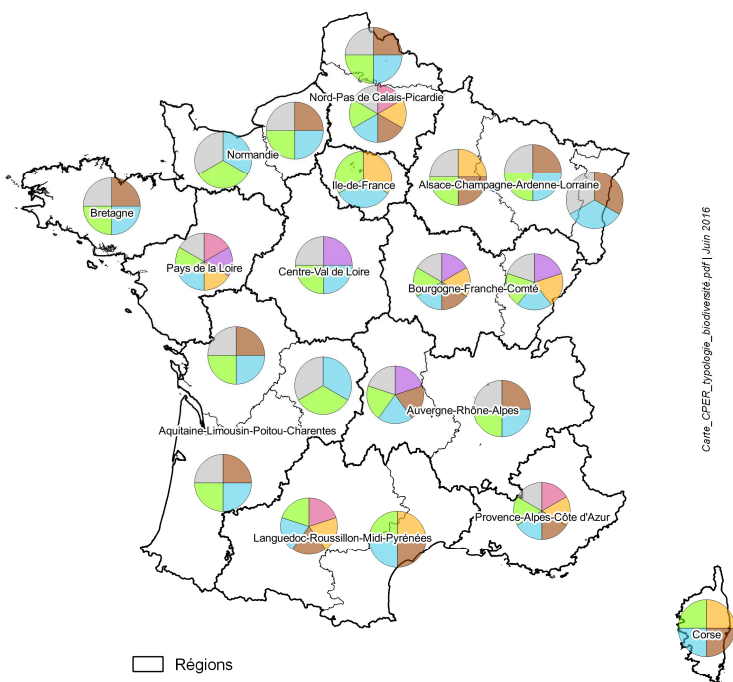 Nord-Pas de Calais-Picardie
Normandie
Ile-de-France
Alsace-Champagne-Ardenne-Lorraine
Bretagne
Pays de la Loire
Centre-Val de Loire
Bourgogne-Franche-Comté
Auvergne-Rhône-Alpes
Aquitaine-Limousin-Poitou-Charentes
Provence-Alpes-Côte d'Azur
Languedoc-Roussillon-Midi-Pyrénées
Corse
Régions
Carte_CPER_typologie_biodiversité.pdf | Juin 2016